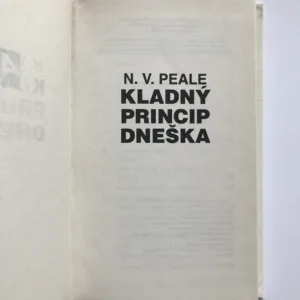 N. V. PEALE
KLADNÝ
PRINCIP
DNEŠKA